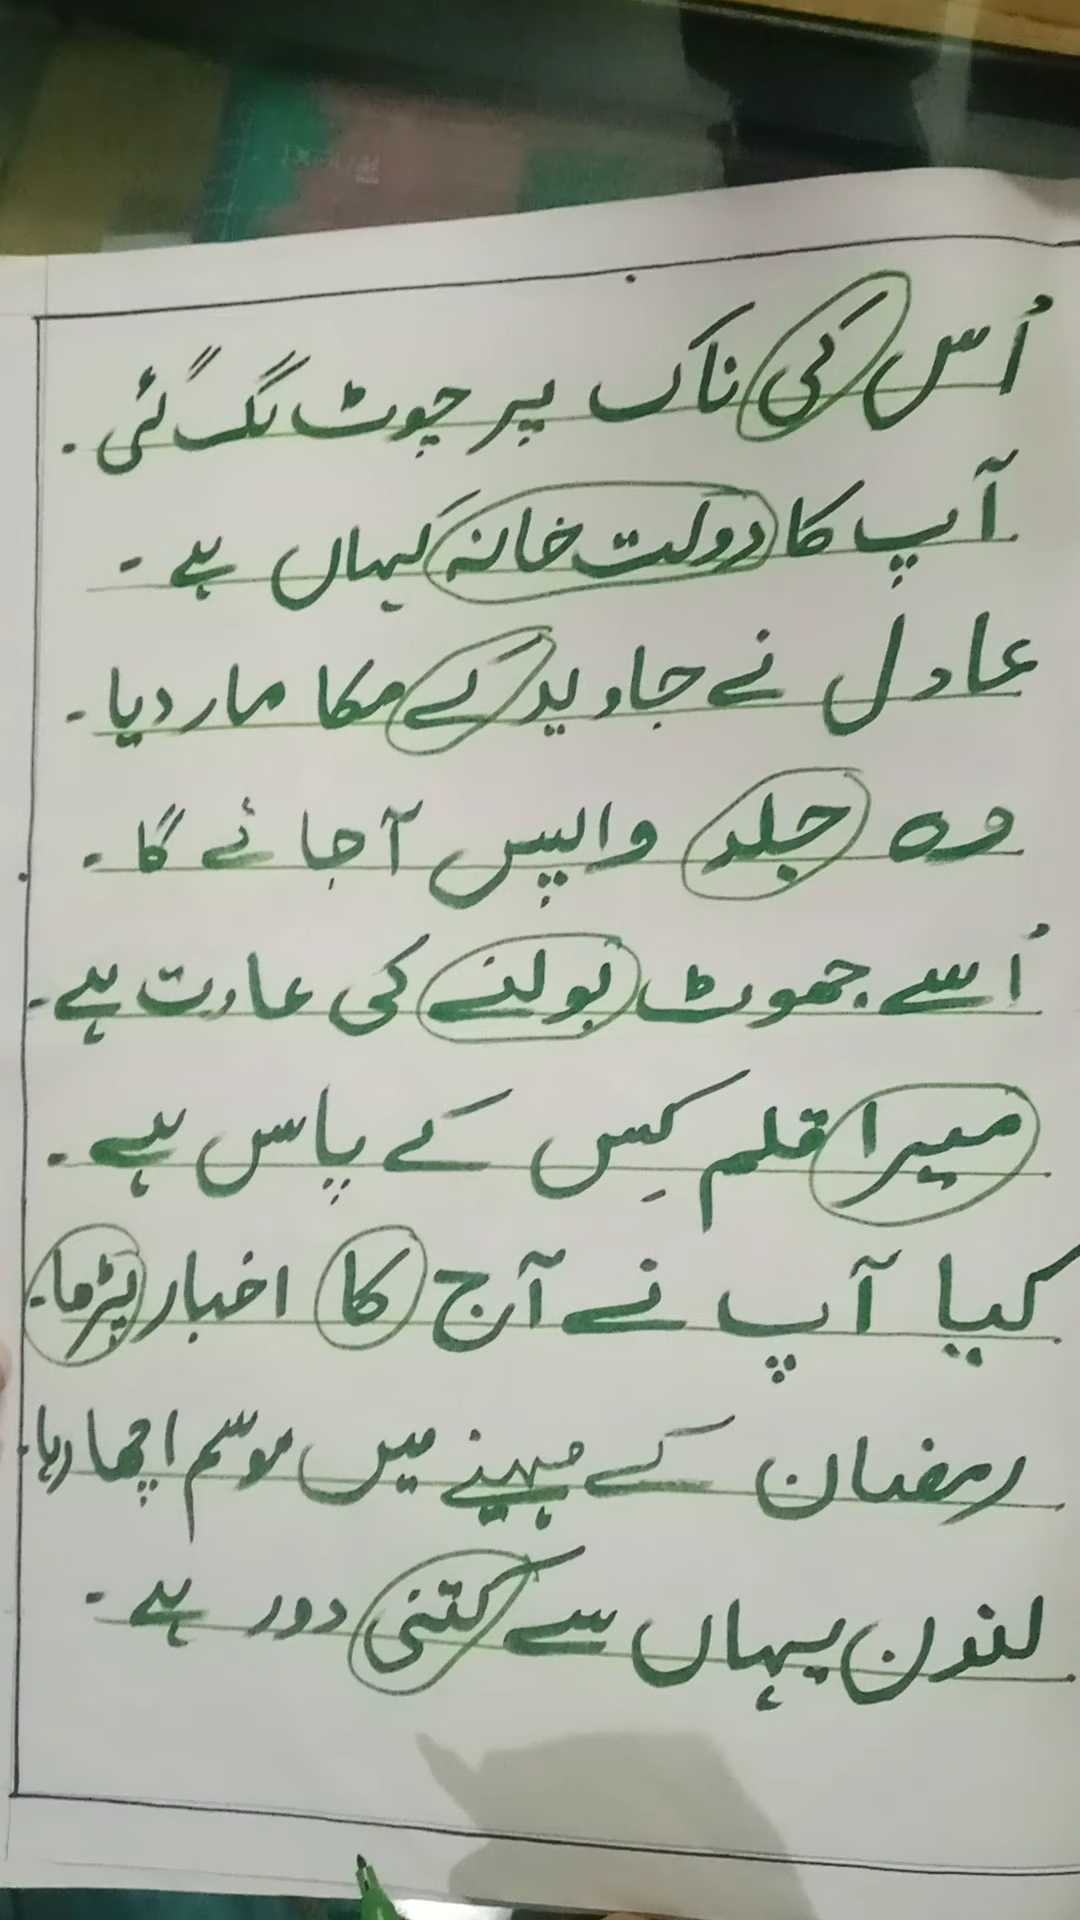 اُس کی ناک پر چوٹ لگ گئی ۔
آپ کا دولت خانہ کہاں ہے ۔
عادل نے جاوید کے مکا مار دیا ۔
وہ جلد واپس آ جائے گا ۔
اُسے جھوٹ بولنے کی عادت ہے ۔
میرا قلم کِس کے پاس ہے ۔
کیا آپ نے آج کا اخبار پڑھا ۔
رمضان کے مہینے میں موسم اچھا رہا ۔
لندن یہاں سے کتنی دور ہے ۔